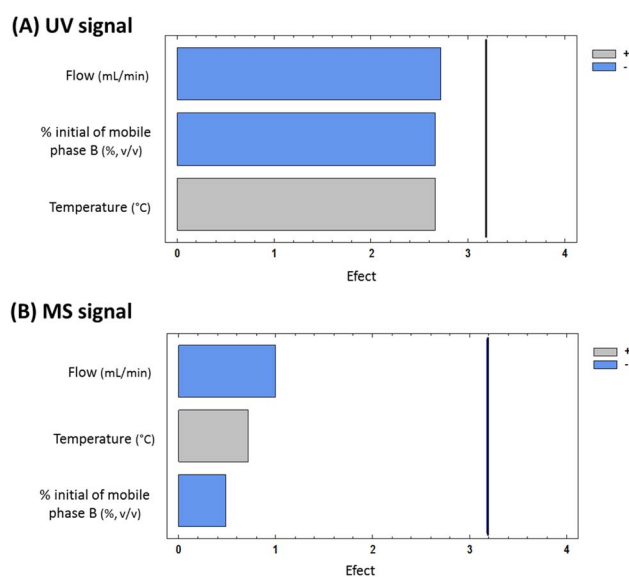 (A) UV signal
+
-
Flow (mL/min)
% initial of mobile
phase B (%, v/v)
Temperature (°C)
0 1 2 3 4
Efect
(B) MS signal
+
-
Flow (mL/min)
Temperature (°C)
% initial of mobile
phase B (%, v/v)
0 1 2 3 4
Efect